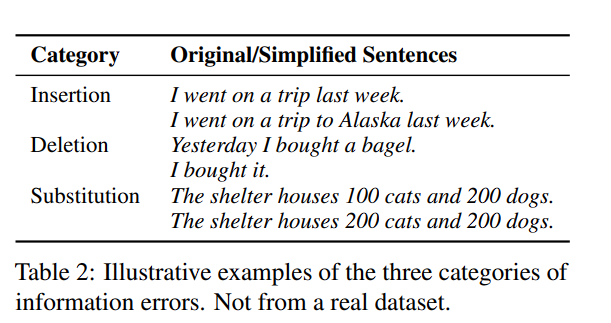 Category Original/Simplified Sentences
Insertion I went on a trip last week.
I went on a trip to Alaska last week.
Deletion Yesterday I bought a bagel.
I bought it.
Substitution The shelter houses 100 cats and 200 dogs.
The shelter houses 200 cats and 200 dogs.
Table 2: Illustrative examples of the three categories of
information errors. Not from a real dataset.